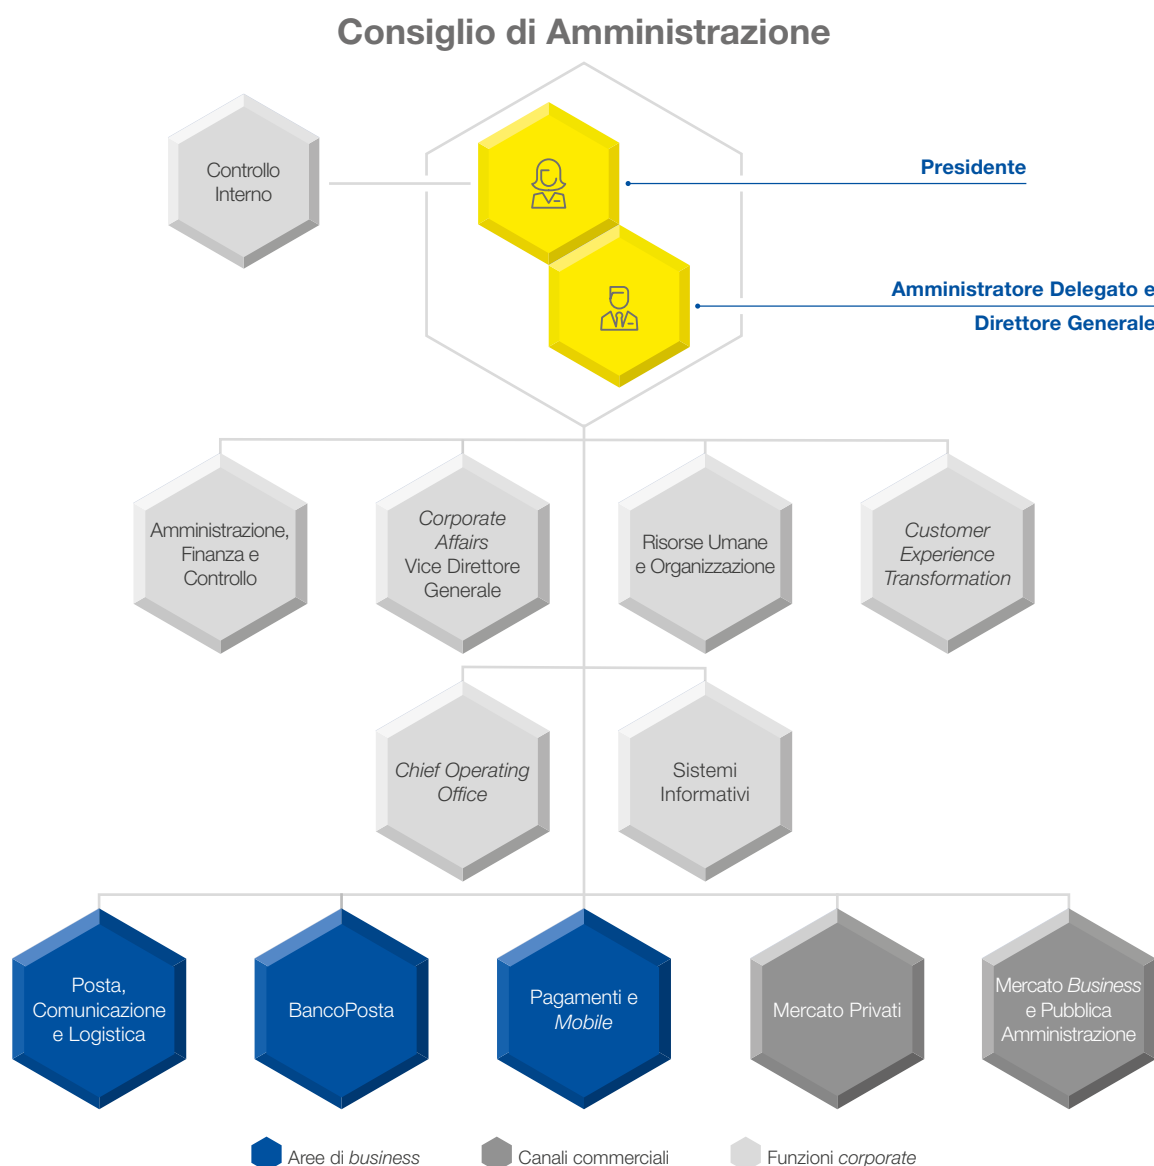 Consiglio di Amministrazione
Controllo
Interno
Presidente
Amministratore Delegato e
Direttore Generale
Amministrazione,
Finanza e
Controllo
Corporate
Affairs
Vice Direttore
Generale
Risorse Umane
e Organizzazione
Customer
Experience
Transformation
Chief Operating
Office
Sistemi
Informativi
Posta,
Comunicazione
e Logistica
BancoPosta
Pagamenti e
Mobile
Mercato Privati
Mercato Business
e Pubblica
Amministrazione
Aree di business
Canali commerciali
Funzioni corporate